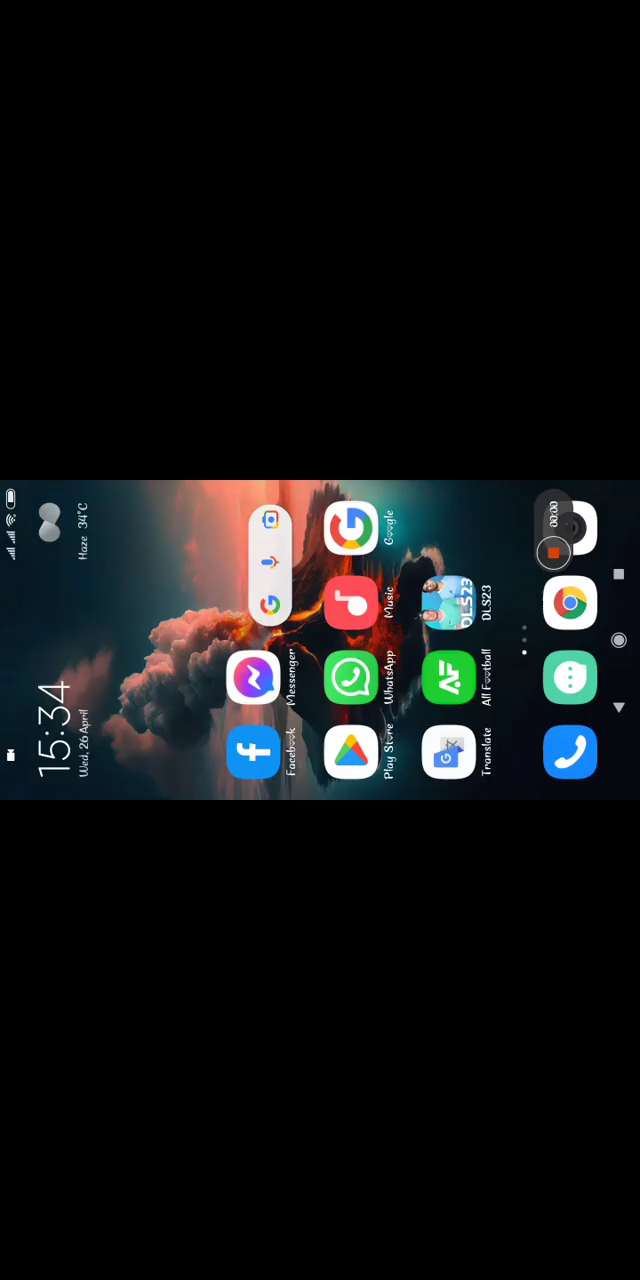 15:34
Wed, 26 April
Haze 34°C
Facebook
Messenger
Play Store
WhatsApp
Music
Google
Translate
All Football
DLS23
DLS23
00:00